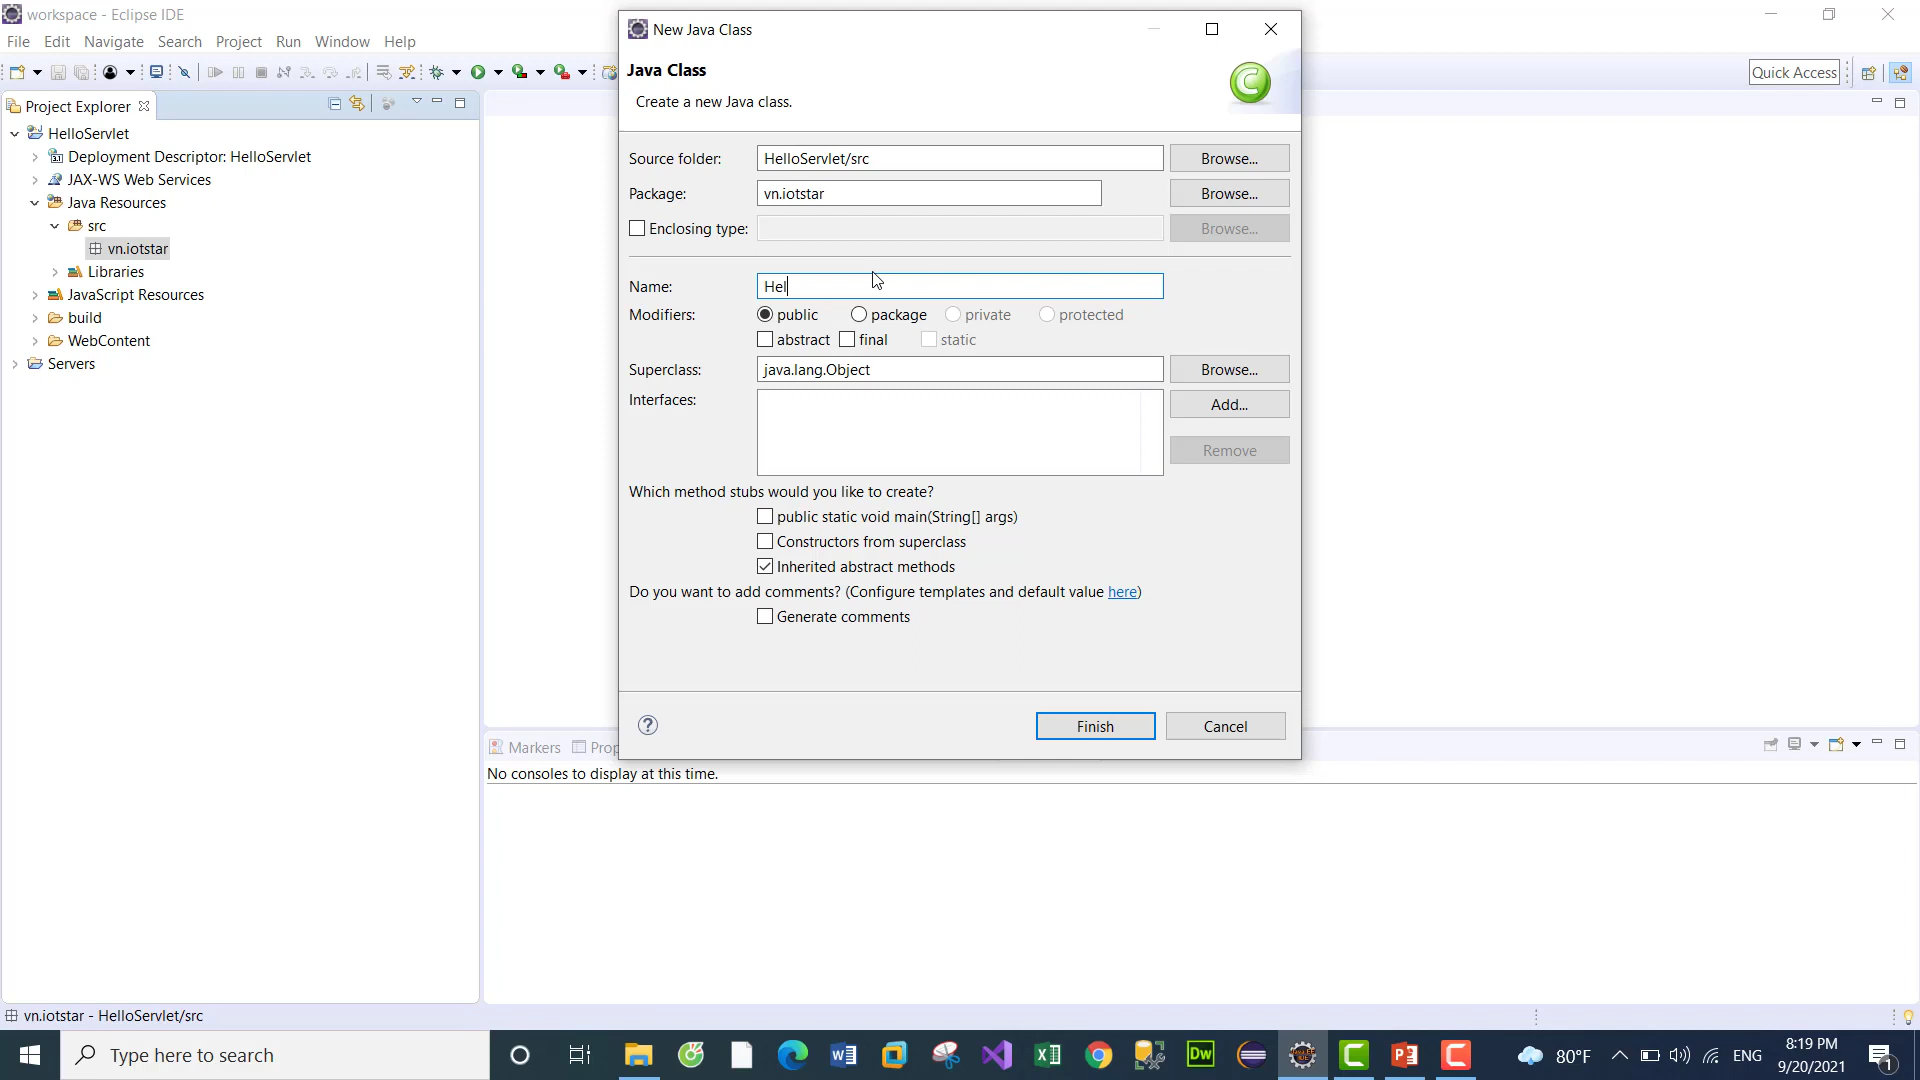 workspace - Eclipse IDE
File Edit Navigate Search Project Run Window Help
Quick Access
Project Explorer
HelloServlet
Deployment Descriptor: HelloServlet
JAX-WS Web Services
Java Resources
src
vn.iotstar
Libraries
JavaScript Resources
build
WebContent
Servers
New Java Class
Java Class
Create a new Java class.
Source folder: HelloServlet/src Browse...
Package: vn.iotstar Browse...
Enclosing type: Browse...
Name: Hel
Modifiers: public package private protected
abstract final static
Superclass: java.lang.Object Browse...
Interfaces: Add...
Remove
Which method stubs would you like to create?
public static void main(String[] args)
Constructors from superclass
Inherited abstract methods
Do you want to add comments? (Configure templates and default value here)
Generate comments
Finish Cancel
Markers Prop
No consoles to display at this time.
vn.iotstar - HelloServlet/src
Type here to search
Dw
80°F ENG
8:19 PM
9/20/2021
1